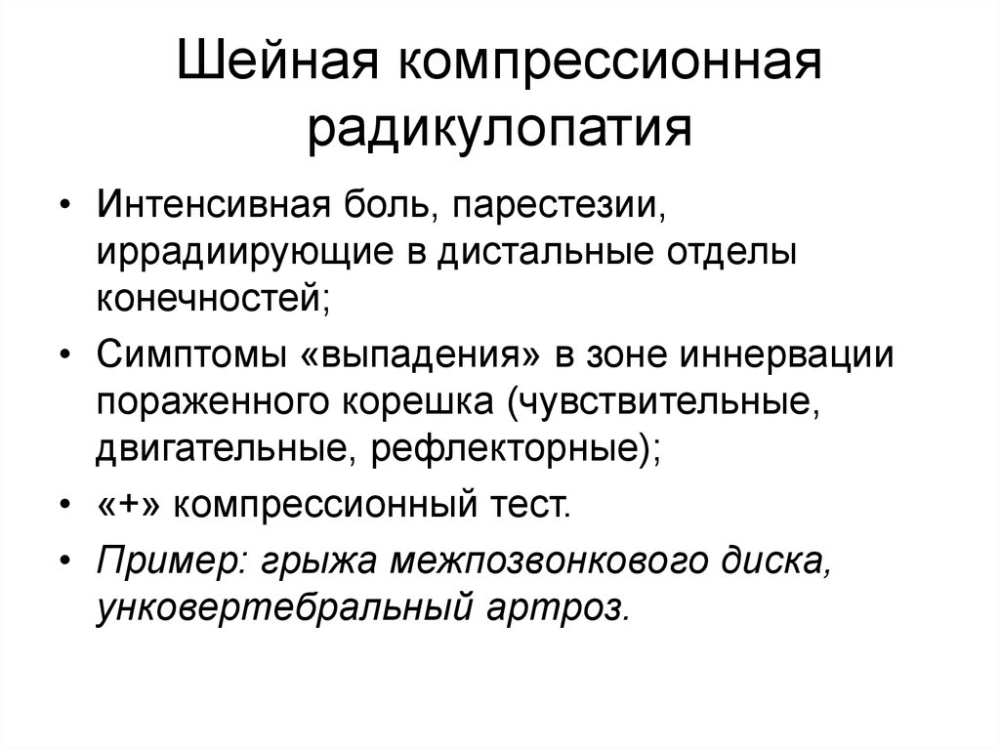 Шейная компрессионная
радикулопатия
• Интенсивная боль, парестезии,
иррадиирующие в дистальные отделы
конечностей;
• Симптомы «выпадения» в зоне иннервации
пораженного корешка (чувствительные,
двигательные, рефлекторные);
• «+» компрессионный тест.
• Пример: грыжа межпозвонкового диска,
унковертебральный артроз.